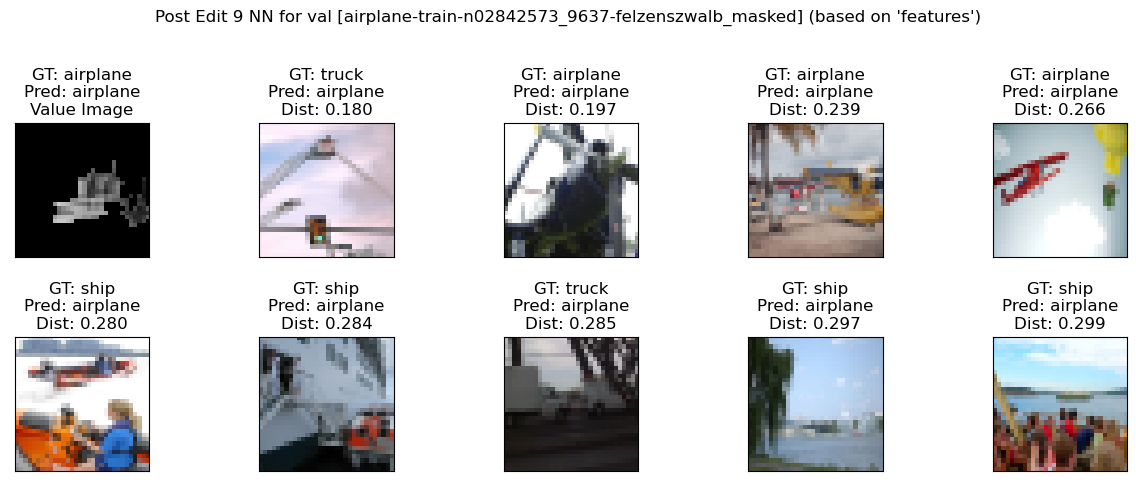 Post Edit 9 NN for val [airplane-train-n02842573_9637-felzenszwalb_masked] (based on 'features')
GT: airplane
Pred: airplane
Value Image
GT: truck
Pred: airplane
Dist: 0.180
GT: airplane
Pred: airplane
Dist: 0.197
GT: airplane
Pred: airplane
Dist: 0.239
GT: airplane
Pred: airplane
Dist: 0.266
GT: ship
Pred: airplane
Dist: 0.280
GT: ship
Pred: airplane
Dist: 0.284
GT: truck
Pred: airplane
Dist: 0.285
GT: ship
Pred: airplane
Dist: 0.297
GT: ship
Pred: airplane
Dist: 0.299